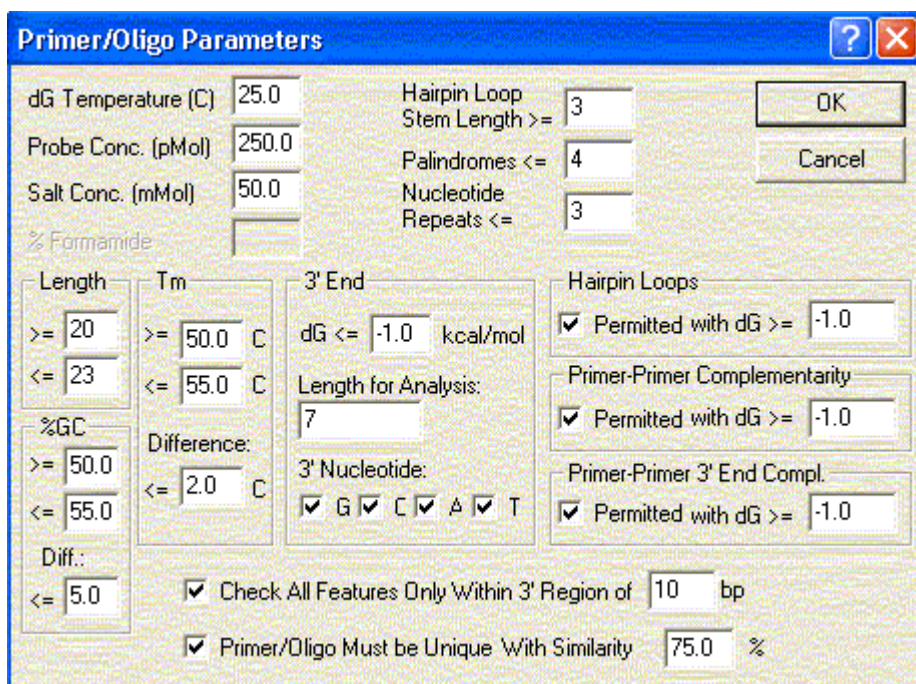 Primer/Oligo Parameters
dG Temperature (C) 25.0
Probe Conc. (pMol) 250.0
Salt Conc. (mMol) 50.0
% Formamide
Hairpin Loop
Stem Length >= 3
Palindromes <= 4
Nucleotide
Repeats <= 3
OK
Cancel
Length
>= 20
<= 23
%GC
>= 50.0
<= 55.0
Diff.:
<= 5.0
Tm
>= 50.0 C
<= 55.0 C
Difference:
<= 2.0 C
3' End
dG <= -1.0 kcal/mol
Length for Analysis:
7
3' Nucleotide:
G C A T
Hairpin Loops
Permitted with dG >= -1.0
Primer-Primer Complementarity
Permitted with dG >= -1.0
Primer-Primer 3' End Compl.
Permitted with dG >= -1.0
Check All Features Only Within 3' Region of 10 bp
Primer/Oligo Must be Unique With Similarity 75.0 %